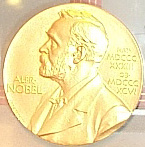 ALFR·
NOBEL
NAT·
MDCCC
XXXIII
OB·
MDCCC
XCVI